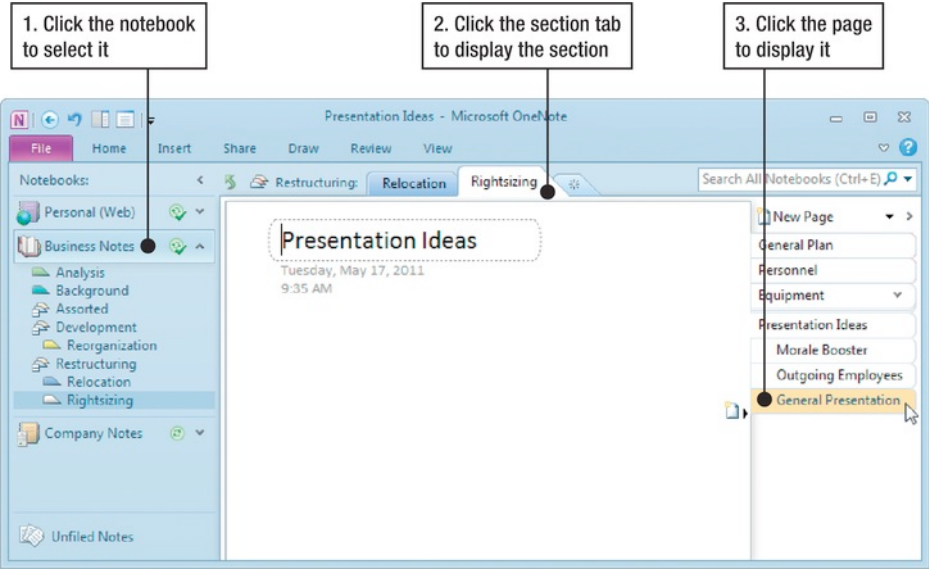 1. Click the notebook
to select it
2. Click the section tab
to display the section
3. Click the page
to display it
Presentation Ideas - Microsoft OneNote
File Home Insert Share Draw Review View
Notebooks:
Restructuring: Relocation Rightsizing
Search All Notebooks (Ctrl+E)
Personal (Web)
Business Notes
Analysis
Background
Assorted
Development
Reorganization
Restructuring
Relocation
Rightsizing
Company Notes
Unfiled Notes
Presentation Ideas
Tuesday, May 17, 2011
9:35 AM
New Page
General Plan
Personnel
Equipment
Presentation Ideas
Morale Booster
Outgoing Employees
General Presentation